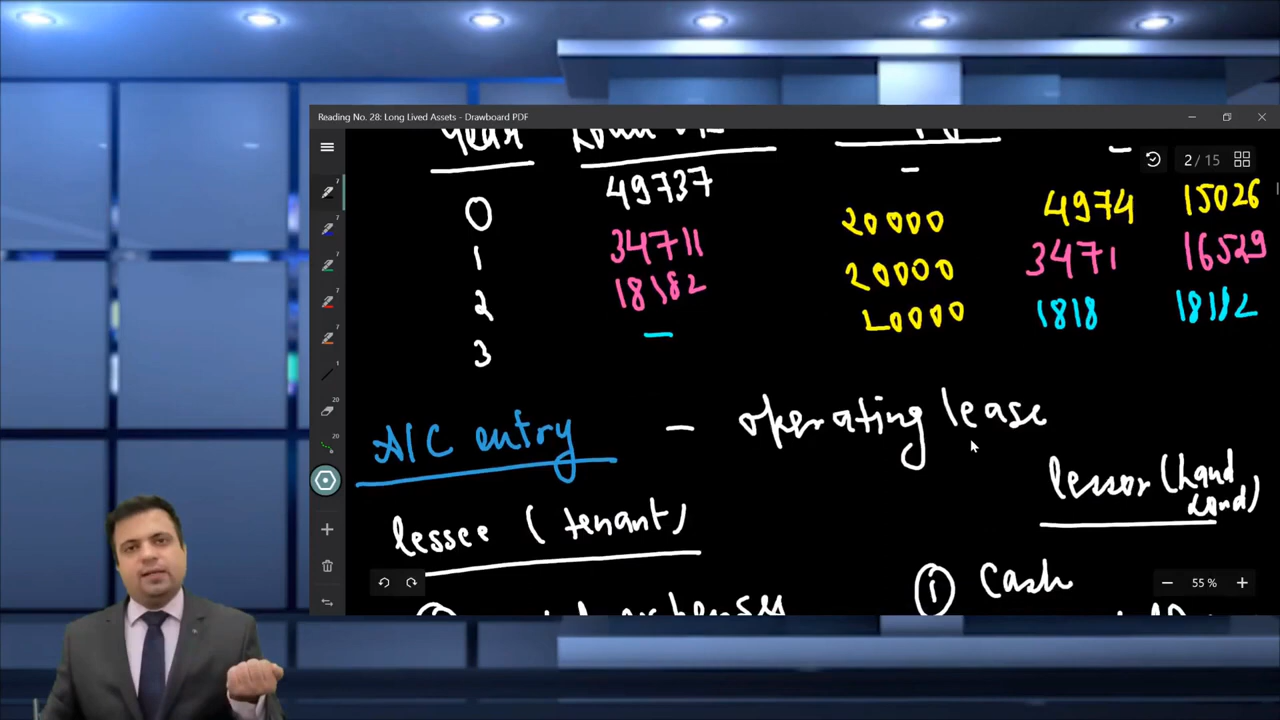 Reading No. 28: Long Lived Assets - Drawboard PDF
2 / 15
Year
0 49737 -
1 34711 20000 4974 15026
2 18182 20000 3471 16529
3 - 20000 1818 18182
A/C entry - operating lease
lessee (tenant)
lessor (Land
Lord)
① Cash
55 %